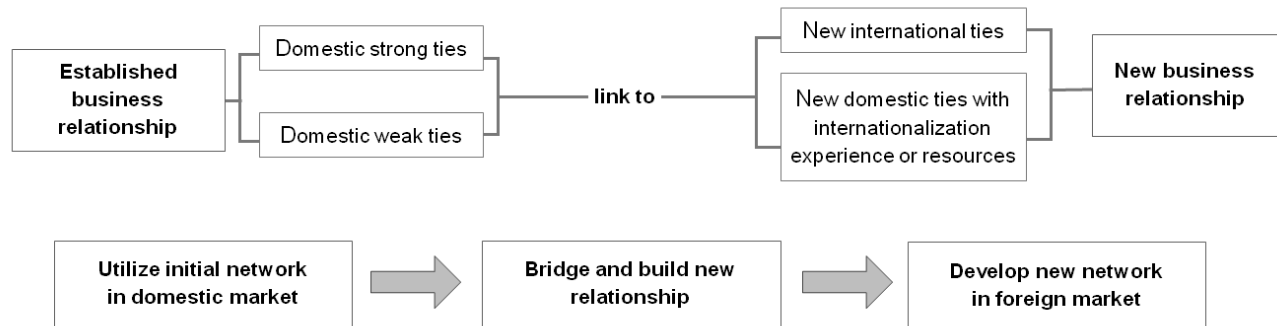 Established
business
relationship
Domestic strong ties
Domestic weak ties
link to
New international ties
New domestic ties with
internationalization
experience or resources
New business
relationship
Utilize initial network
in domestic market
Bridge and build new
relationship
Develop new network
in foreign market